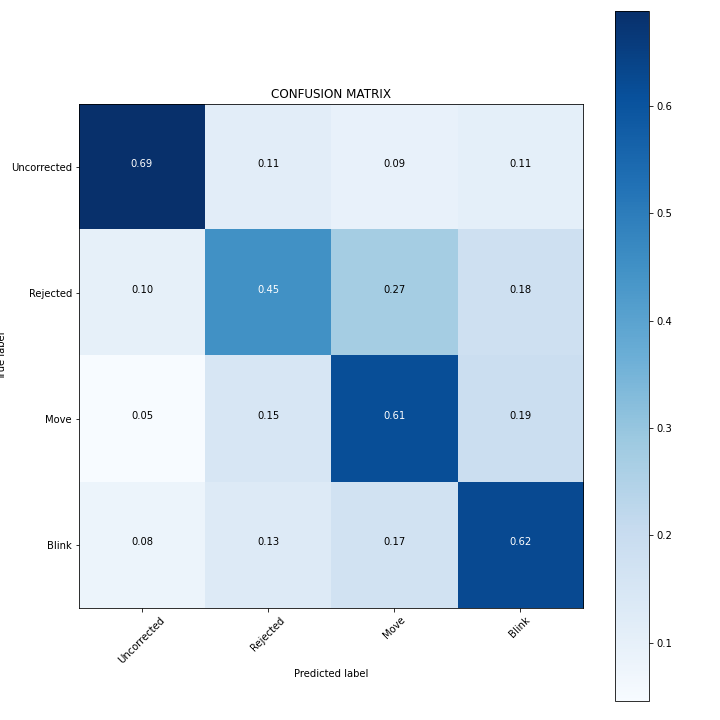 CONFUSION MATRIX
Uncorrected 0.69 0.11 0.09 0.11
Rejected 0.10 0.45 0.27 0.18
Move 0.05 0.15 0.61 0.19
Blink 0.08 0.13 0.17 0.62
Uncorrected Rejected Move Blink
Predicted label
0.6
0.5
0.4
0.3
0.2
0.1